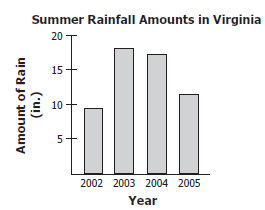 Summer Rainfall Amounts in Virginia
Amount of Rain
(in.)
20
15
10
5
2002 2003 2004 2005
Year